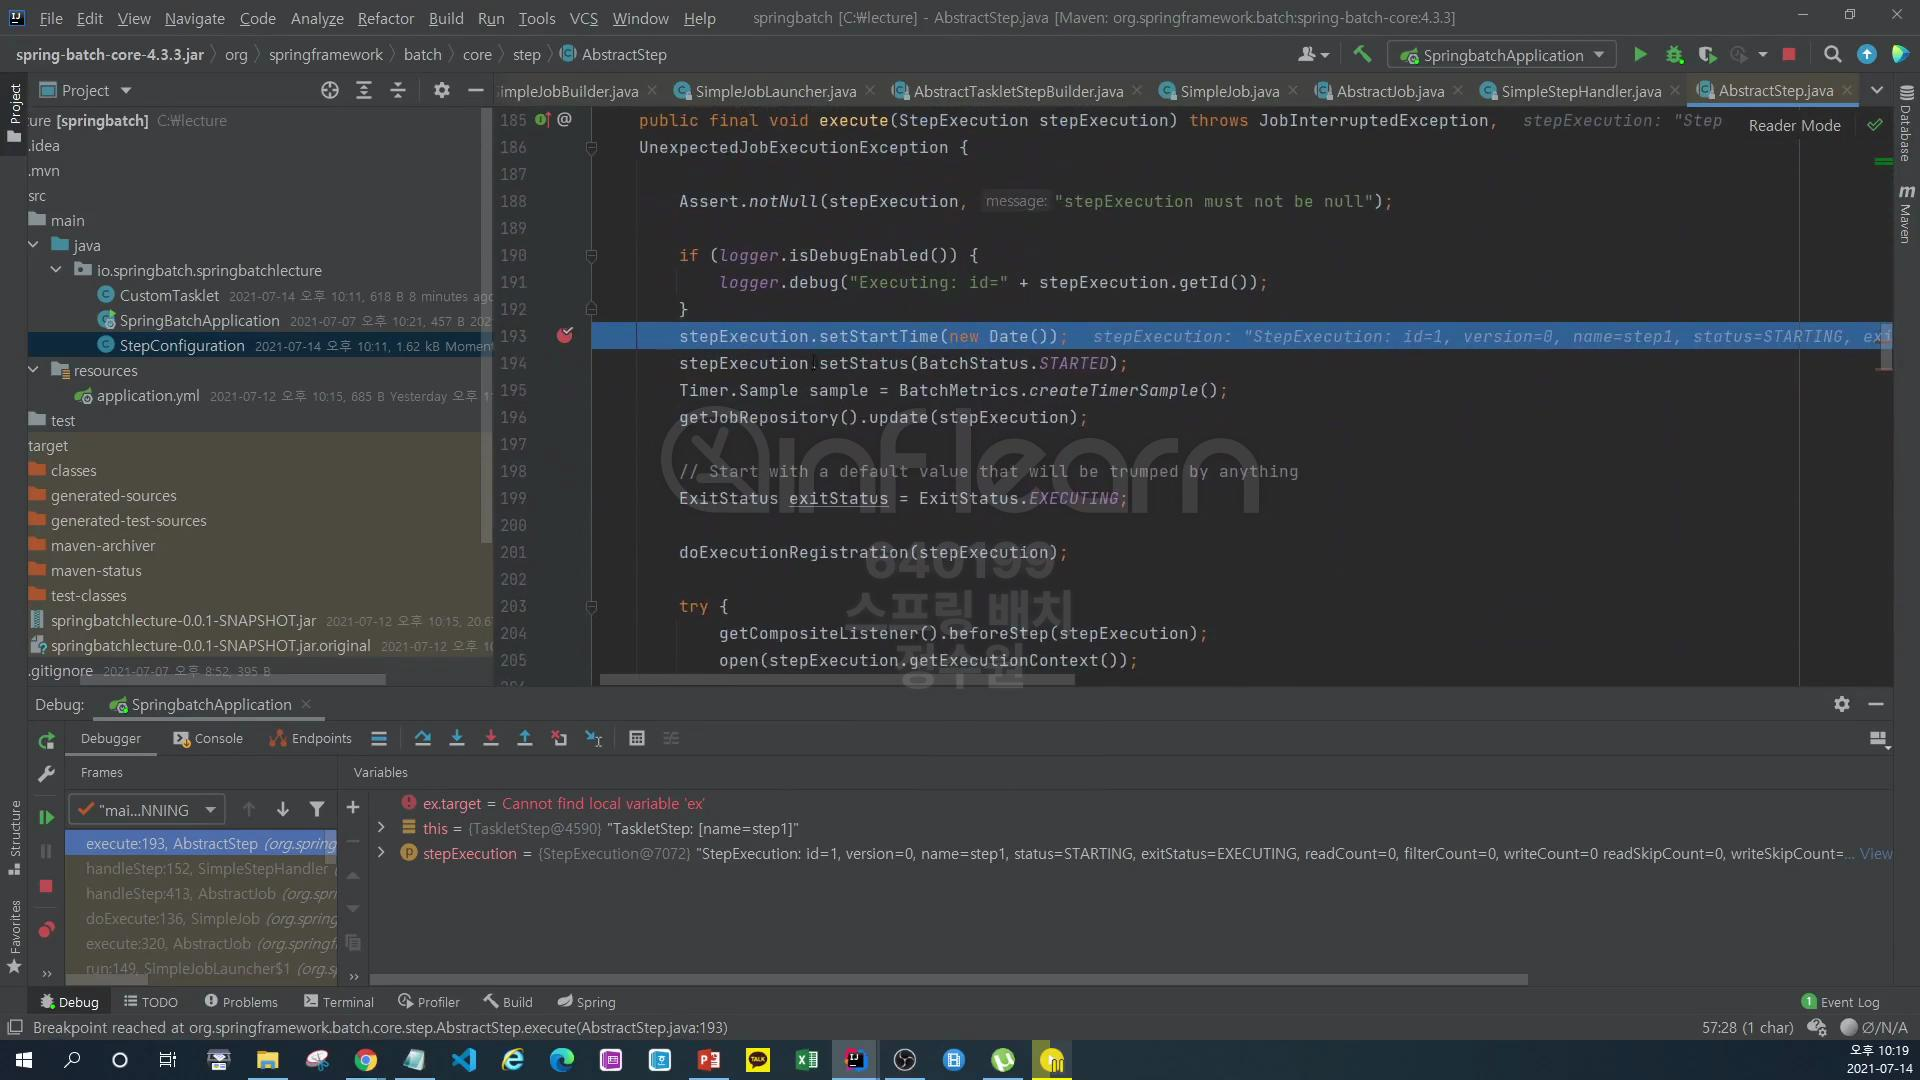 File Edit View Navigate Code Analyze Refactor Build Run Tools VCS Window Help springbatch [C:\lecture] - AbstractStep.java [Maven: org.springframework.batch:spring-batch-core:4.3.3]
spring-batch-core-4.3.3.jar org springframework batch core step AbstractStep SpringbatchApplication
Project impleJobBuilder.java SimpleJobLauncher.java AbstractTaskletStepBuilder.java SimpleJob.java AbstractJob.java SimpleStepHandler.java AbstractStep.java
Project
Structure
Favorites
Database
Maven
ture [springbatch] C:\lecture
.idea
.mvn
src
main
java
io.springbatch.springbatchlecture
CustomTasklet 2021-07-14 오후 10:11, 618 B 8 minutes ago
SpringBatchApplication 2021-07-07 오후 10:21, 457 B 202
StepConfiguration 2021-07-14 오후 10:11, 1.62 kB Momen
resources
application.yml 2021-07-12 오후 10:15, 685 B Yesterday 오후 1
test
target
classes
generated-sources
generated-test-sources
maven-archiver
maven-status
test-classes
springbatchlecture-0.0.1-SNAPSHOT.jar 2021-07-12 오후 10:15, 20.6
springbatchlecture-0.0.1-SNAPSHOT.jar.original 2021-07-12 오후 1
.gitignore 2021-07-07 오후 8:52, 395 B
Reader Mode
185 @ public final void execute(StepExecution stepExecution) throws JobInterruptedException, stepExecution: "Step
186 UnexpectedJobExecutionException {
187
188 Assert.notNull(stepExecution, message: "stepExecution must not be null");
189
190 if (logger.isDebugEnabled()) {
191 logger.debug("Executing: id=" + stepExecution.getId());
192 }
193 stepExecution.setStartTime(new Date()); stepExecution: "StepExecution: id=1, version=0, name=step1, status=STARTING, exi
194 stepExecution.setStatus(BatchStatus.STARTED);
195 Timer.Sample sample = BatchMetrics.createTimerSample();
196 getJobRepository().update(stepExecution);
197
198 // Start with a default value that will be trumped by anything
199 ExitStatus exitStatus = ExitStatus.EXECUTING;
200
201 doExecutionRegistration(stepExecution);
202
203 try {
204 getCompositeListener().beforeStep(stepExecution);
205 open(stepExecution.getExecutionContext());
inflearn
640199
스프링 배치
정수원
Debug: SpringbatchApplication
Debugger Console Endpoints
Frames Variables
"mai...NNING
execute:193, AbstractStep (org.spring
handleStep:152, SimpleStepHandler
handleStep:413, AbstractJob (org.spri
doExecute:136, SimpleJob (org.spring
execute:320, AbstractJob (org.springf
run:149, SimpleJobLauncher$1 (org.s
ex.target = Cannot find local variable 'ex'
this = {TaskletStep@4590} "TaskletStep: [name=step1]"
stepExecution = {StepExecution@7072} "StepExecution: id=1, version=0, name=step1, status=STARTING, exitStatus=EXECUTING, readCount=0, filterCount=0, writeCount=0 readSkipCount=0, writeSkipCount=... View
Debug TODO Problems Terminal Profiler Build Spring 1 Event Log
Breakpoint reached at org.springframework.batch.core.step.AbstractStep.execute(AbstractStep.java:193) 57:28 (1 char) ∅/N/A
TALK
오후 10:19
2021-07-14